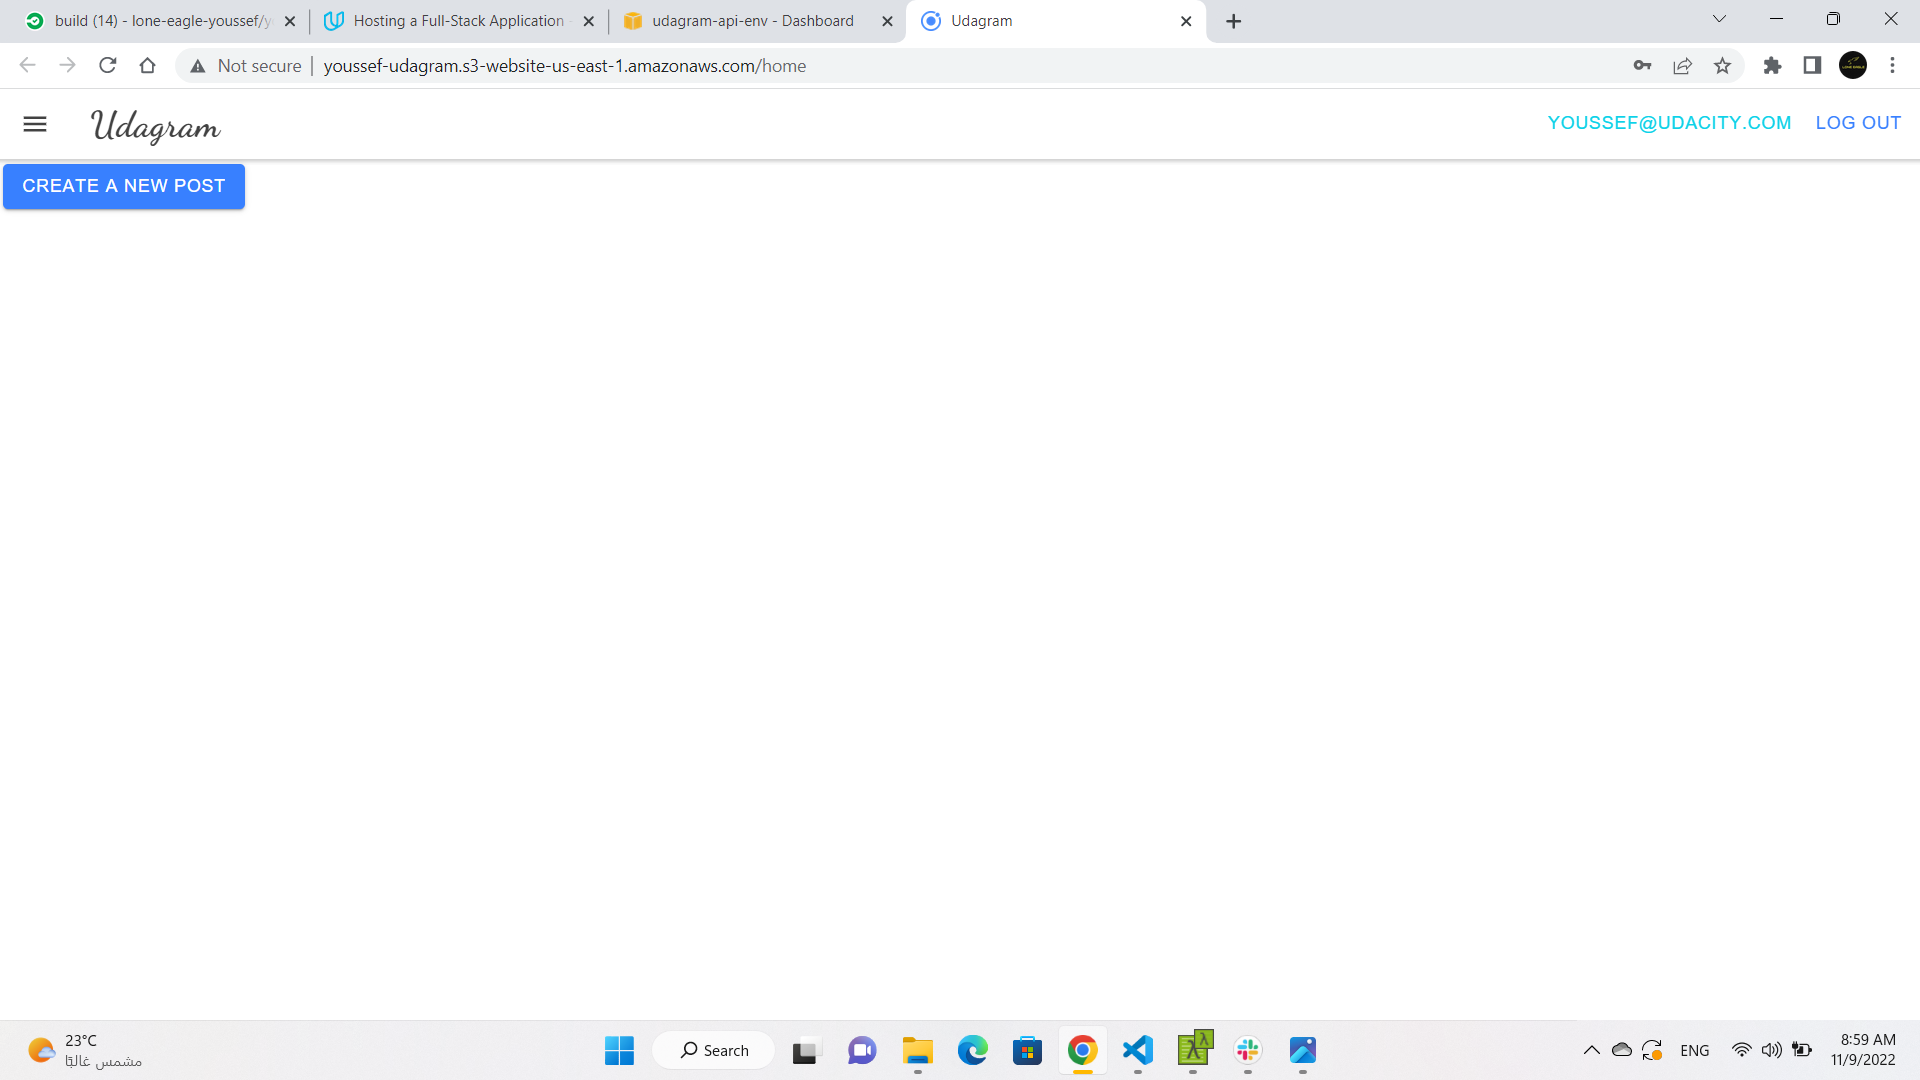 build (14) - lone-eagle-youssef/y
Hosting a Full-Stack Application
udagram-api-env - Dashboard
Udagram
Not secure
youssef-udagram.s3-website-us-east-1.amazonaws.com/home
Udagram
YOUSSEF@UDACITY.COM
LOG OUT
CREATE A NEW POST
23°C
مشمس غالبًا
Search
ENG
8:59 AM
11/9/2022